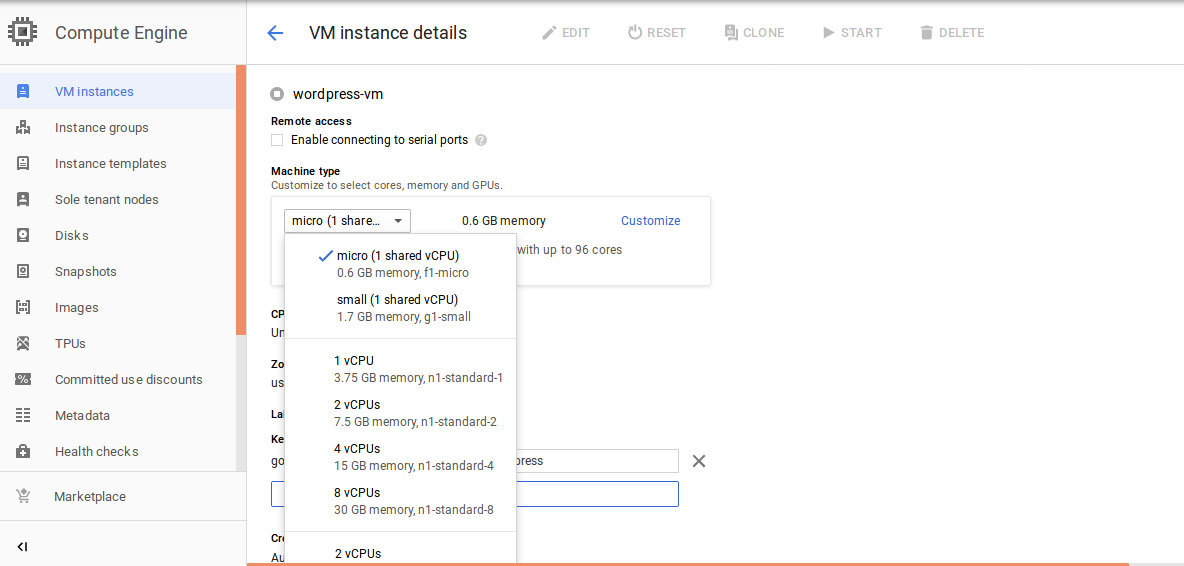 Compute Engine
VM instances
Instance groups
Instance templates
Sole tenant nodes
Disks
Snapshots
Images
TPUs
Committed use discounts
Metadata
Health checks
Marketplace
VM instance details
EDIT
RESET
CLONE
START
DELETE
wordpress-vm
Remote access
Enable connecting to serial ports ?
Machine type
Customize to select cores, memory and GPUs.
micro (1 share...
0.6 GB memory
Customize
with up to 96 cores
micro (1 shared vCPU)
0.6 GB memory, f1-micro
small (1 shared vCPU)
1.7 GB memory, g1-small
1 vCPU
3.75 GB memory, n1-standard-1
2 vCPUs
7.5 GB memory, n1-standard-2
4 vCPUs
15 GB memory, n1-standard-4
8 vCPUs
30 GB memory, n1-standard-8
2 vCPUs
CP
Un
Zo
us
La
Ke
go
press
Cr
Au